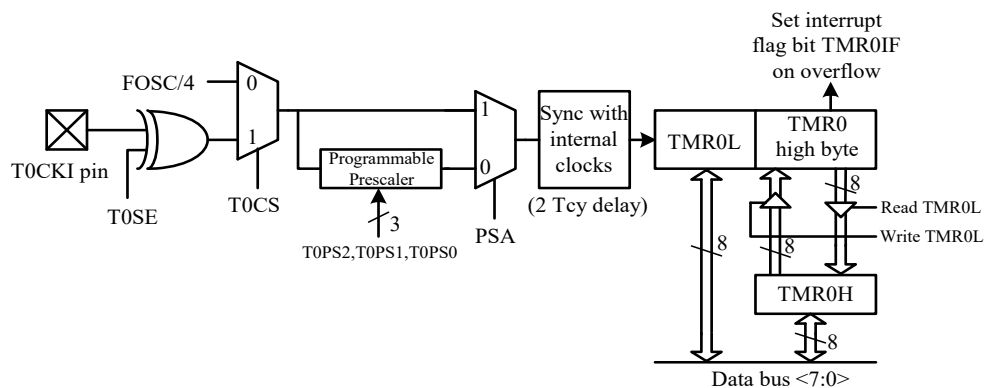 Set interrupt
flag bit TMR0IF
on overflow
FOSC/4
0
1
T0CKI pin
T0SE
T0CS
Programmable
Prescaler
3
T0PS2,T0PS1,T0PS0
1
0
PSA
Sync with
internal
clocks
(2 Tcy delay)
TMR0L
TMR0
high byte
8
Read TMR0L
Write TMR0L
8
8
TMR0H
8
Data bus <7:0>